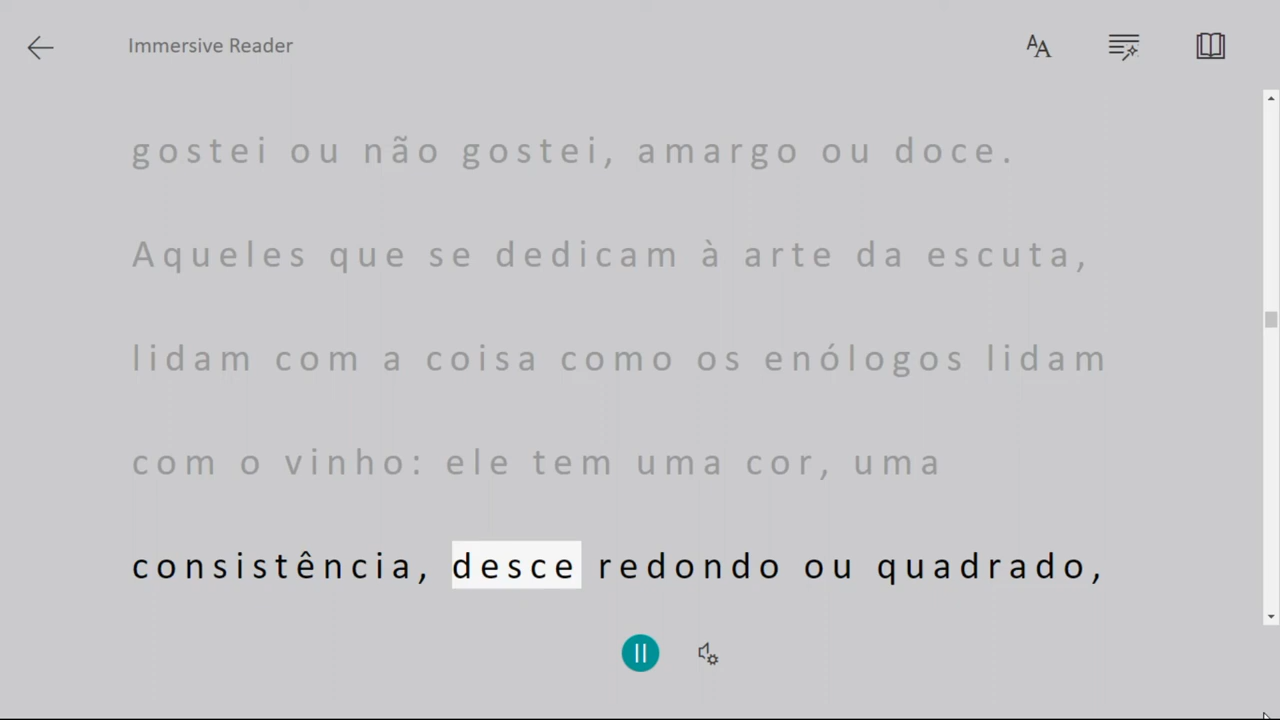 Immersive Reader
gostei ou não gostei, amargo ou doce.
Aqueles que se dedicam à arte da escuta,
lidam com a coisa como os enólogos lidam
com o vinho: ele tem uma cor, uma
consistência, desce redondo ou quadrado,